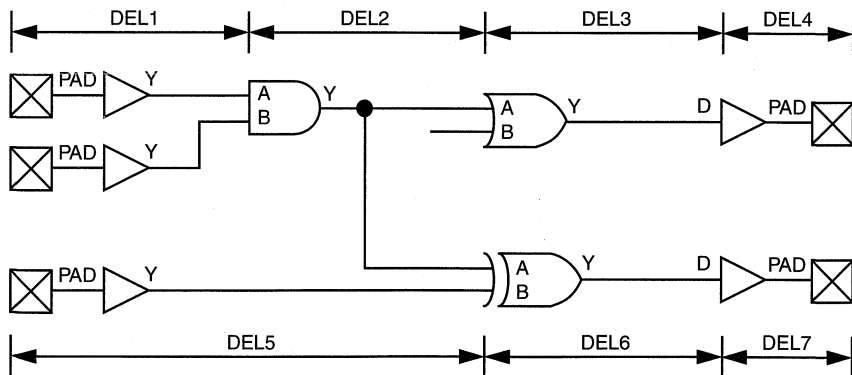 DEL1 DEL2 DEL3 DEL4
PAD Y A B Y A B Y D PAD
PAD Y
PAD Y A B Y D PAD
DEL5 DEL6 DEL7